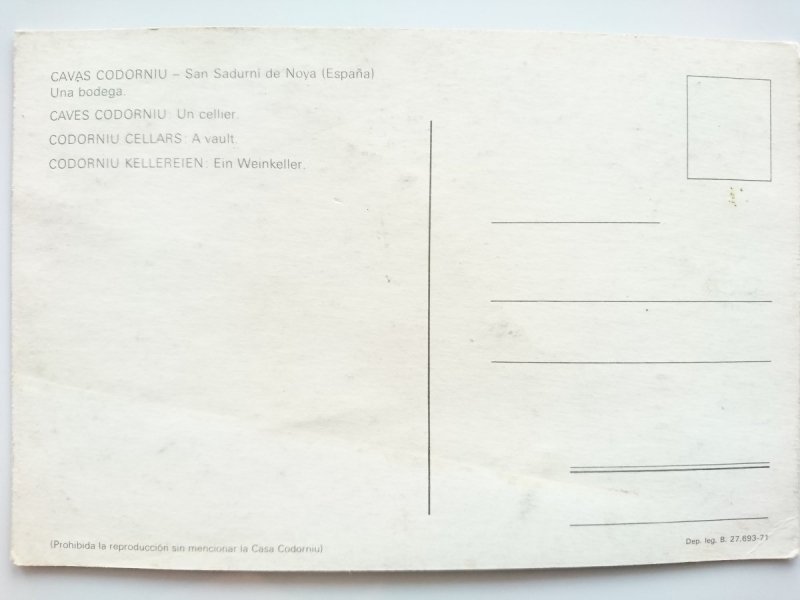 CAVAS CODORNIU – San Sadurní de Noya (España)
Una bodega.
CAVES CODORNIU: Un cellier.
CODORNIU CELLARS: A vault.
CODORNIU KELLEREIEN: Ein Weinkeller.
(Prohibida la reproducción sin mencionar la Casa Codorniu)
Dep. leg. B. 27.693-71